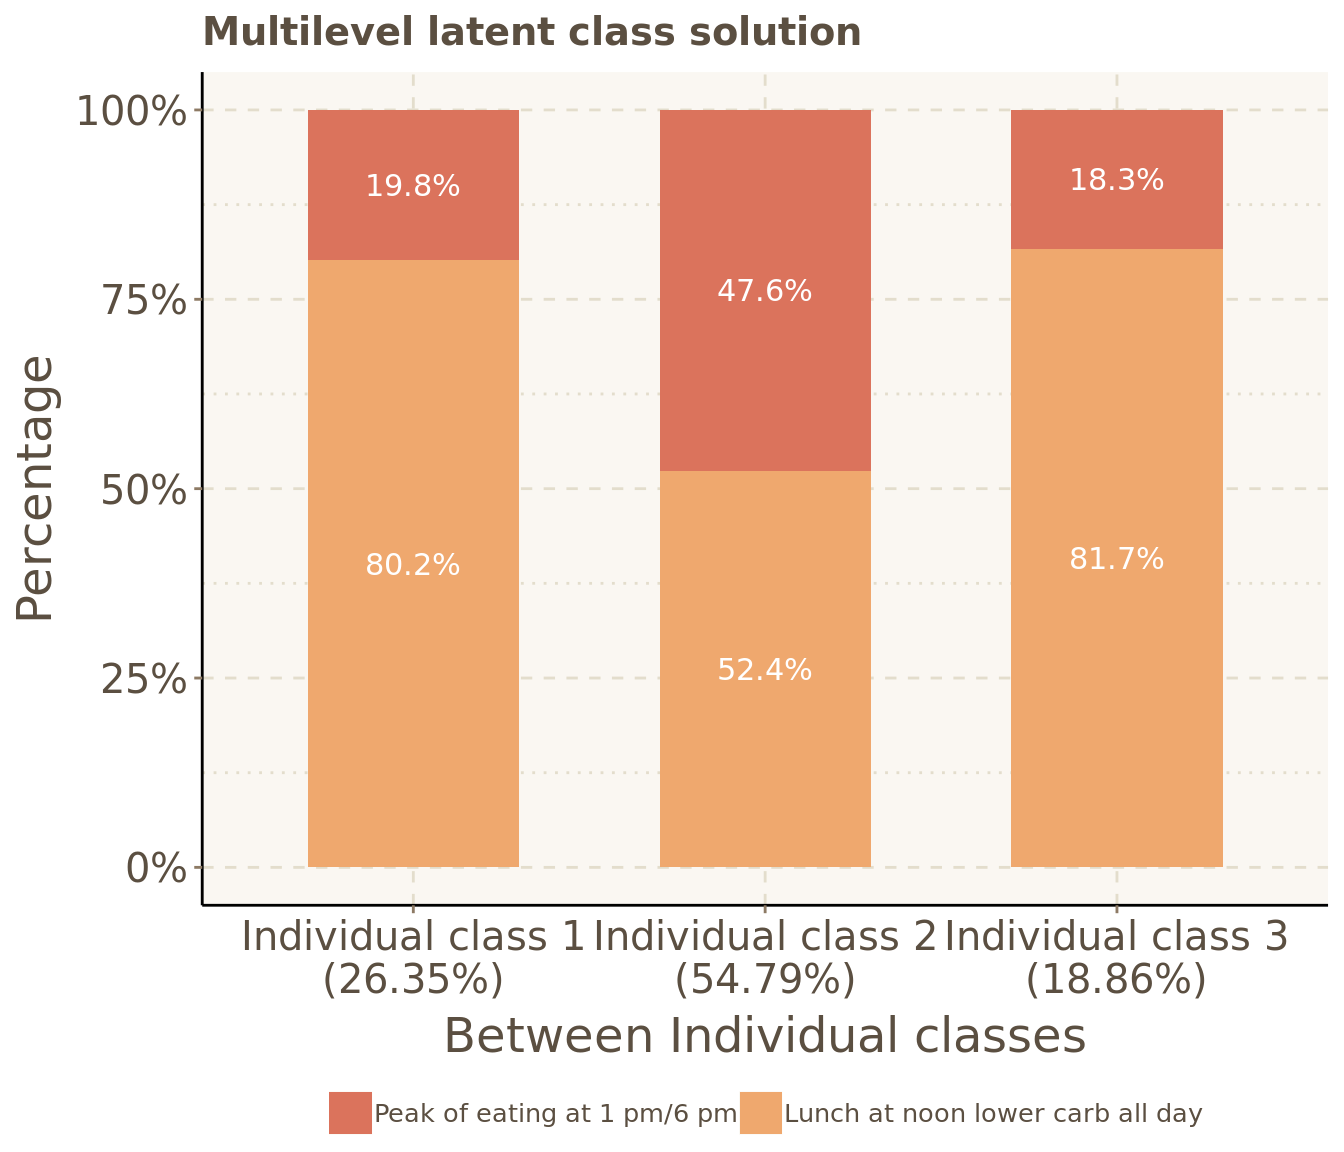 Multilevel latent class solution
100%
75%
50%
25%
0%
Percentage
19.8%
80.2%
47.6%
52.4%
18.3%
81.7%
Individual class 1
(26.35%)
Individual class 2
(54.79%)
Individual class 3
(18.86%)
Between Individual classes
Peak of eating at 1 pm/6 pm
Lunch at noon lower carb all day